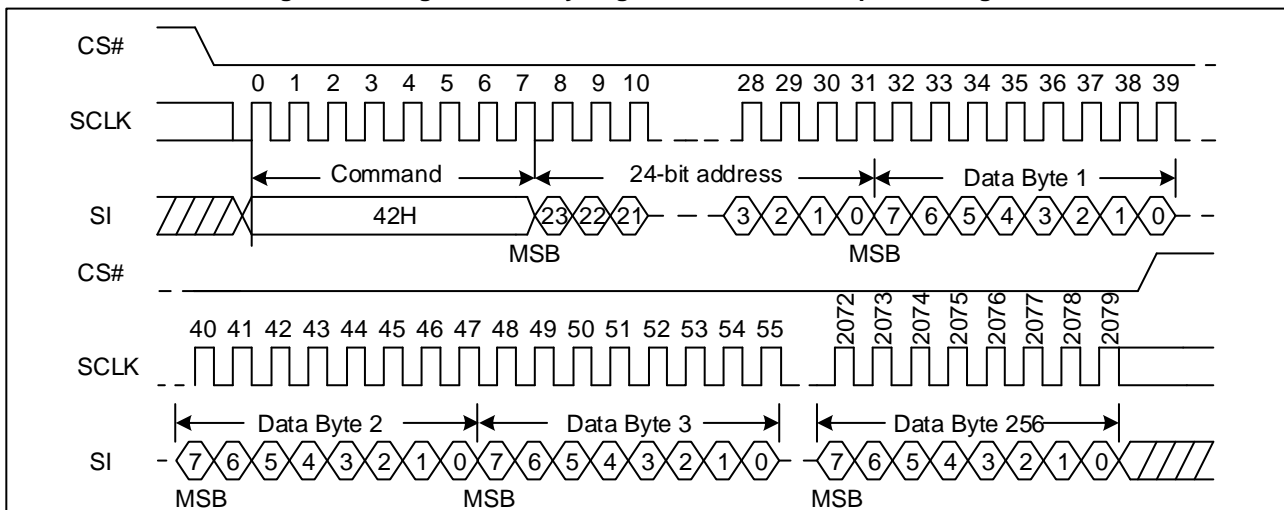 CS#
0 1 2 3 4 5 6 7 8 9 10 28 29 30 31 32 33 34 35 36 37 38 39
SCLK
Command 24-bit address Data Byte 1
SI 42H 23 22 21 3 2 1 0 7 6 5 4 3 2 1 0
MSB MSB
CS#
40 41 42 43 44 45 46 47 48 49 50 51 52 53 54 55 2072 2073 2074 2075 2076 2077 2078 2079
SCLK
Data Byte 2 Data Byte 3 Data Byte 256
SI 7 6 5 4 3 2 1 0 7 6 5 4 3 2 1 0 7 6 5 4 3 2 1 0
MSB MSB MSB